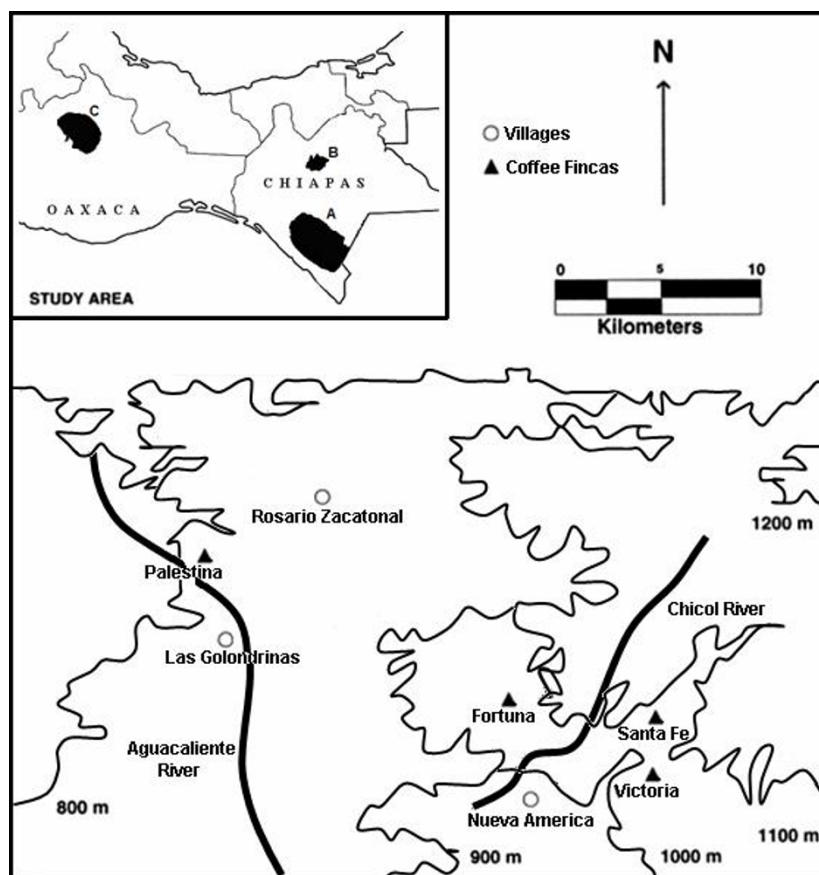 C
B
CHIAPAS
OAXACA
A
STUDY AREA
N
Villages
Coffee Fincas
0 5 10
Kilometers
Rosario Zacatonal
1200 m
Palestina
Chicol River
Las Golondrinas
Fortuna
Santa Fe
Aguacaliente
River
Victoria
800 m
Nueva America
1100 m
900 m
1000 m